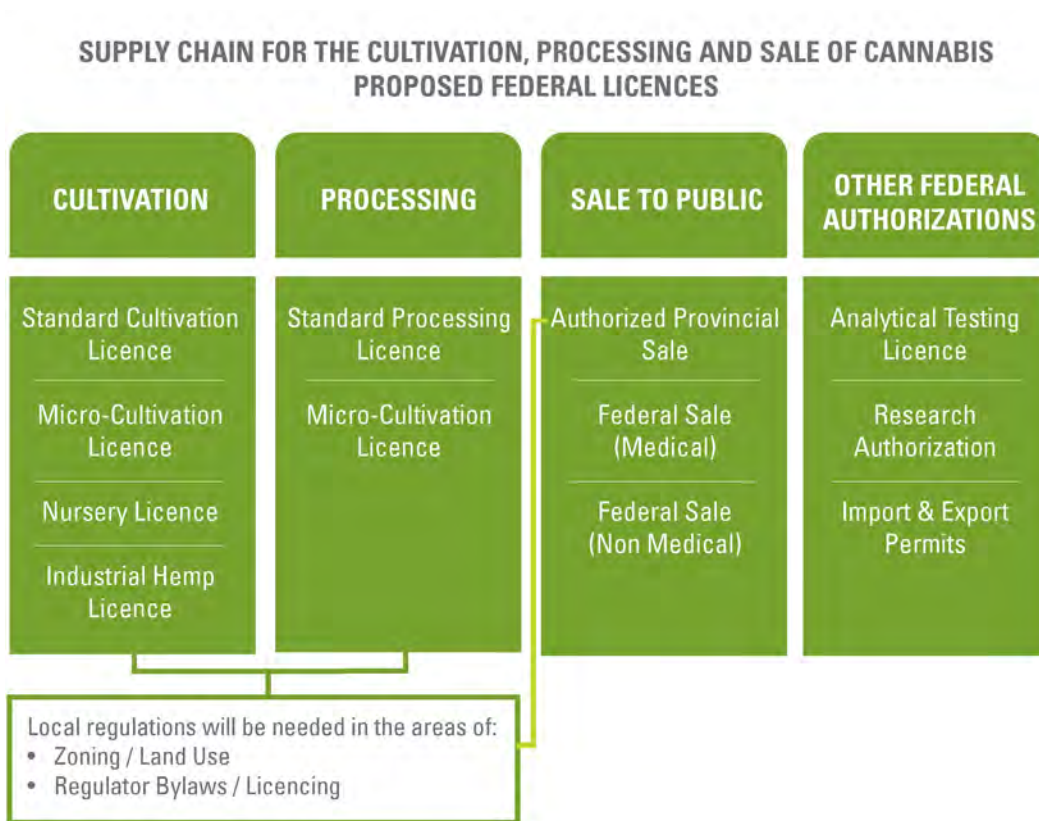 SUPPLY CHAIN FOR THE CULTIVATION, PROCESSING AND SALE OF CANNABIS
PROPOSED FEDERAL LICENCES
CULTIVATION
Standard Cultivation
Licence
Micro-Cultivation
Licence
Nursery Licence
Industrial Hemp
Licence
PROCESSING
Standard Processing
Licence
Micro-Cultivation
Licence
SALE TO PUBLIC
Authorized Provincial
Sale
Federal Sale
(Medical)
Federal Sale
(Non Medical)
OTHER FEDERAL
AUTHORIZATIONS
Analytical Testing
Licence
Research
Authorization
Import & Export
Permits
Local regulations will be needed in the areas of:
• Zoning / Land Use
• Regulator Bylaws / Licencing